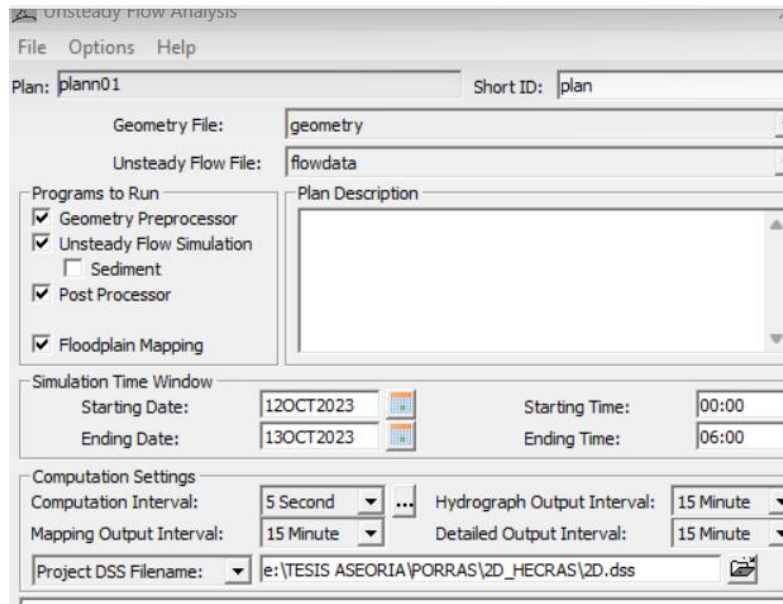 Unsteady Flow Analysis
File Options Help
Plan: plann01 Short ID: plan
Geometry File: geometry
Unsteady Flow File: flowdata
Programs to Run Plan Description
Geometry Preprocessor
Unsteady Flow Simulation
Sediment
Post Processor
Floodplain Mapping
Simulation Time Window
Starting Date: 12OCT2023 Starting Time: 00:00
Ending Date: 13OCT2023 Ending Time: 06:00
Computation Settings
Computation Interval: 5 Second ... Hydrograph Output Interval: 15 Minute
Mapping Output Interval: 15 Minute Detailed Output Interval: 15 Minute
Project DSS Filename: e:\TESIS ASEORIA\PORRAS\2D_HECRAS\2D.dss